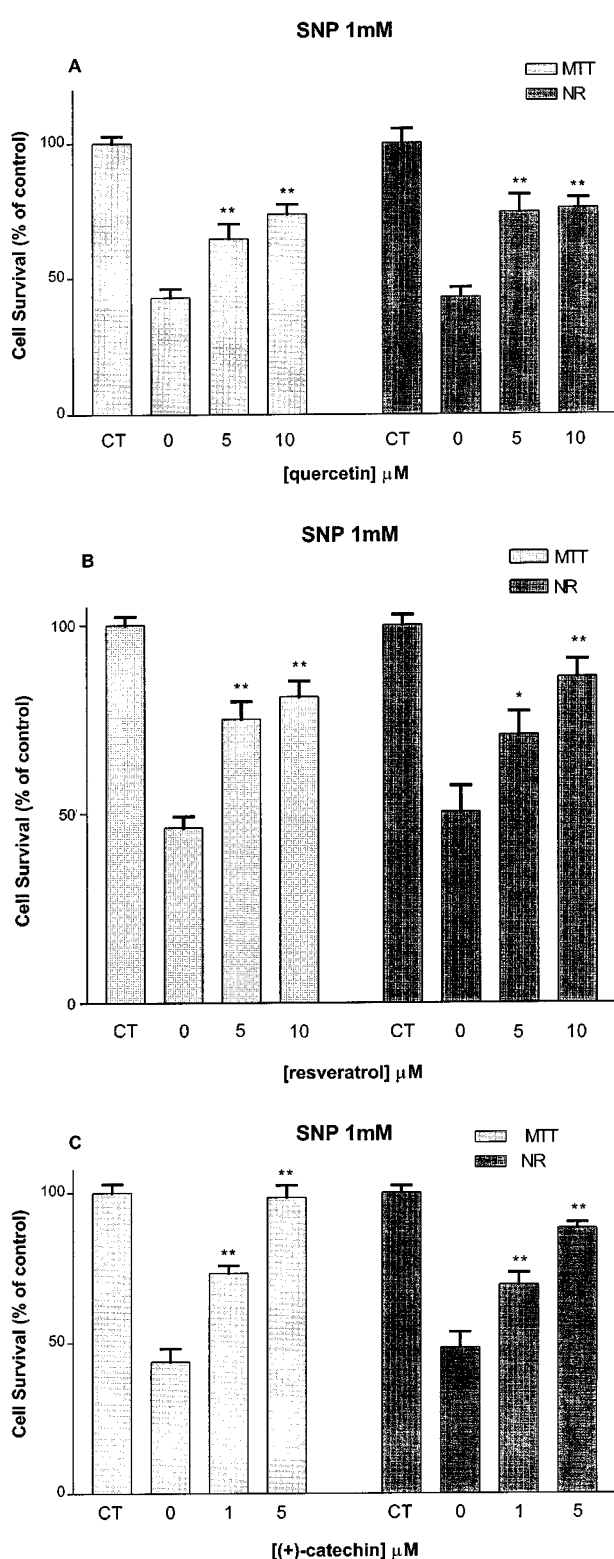 SNP 1mM
A
MTT
NR
Cell Survival (% of control)
100
50
0
** ** ** **
CT 0 5 10 CT 0 5 10
[quercetin] µM
SNP 1mM
B
MTT
NR
Cell Survival (% of control)
100
50
0
** ** * **
CT 0 5 10 CT 0 5 10
[resveratrol] µM
SNP 1mM
C
MTT
NR
Cell Survival (% of control)
100
50
0
** ** ** **
CT 0 1 5 CT 0 1 5
[(+)-catechin] µM